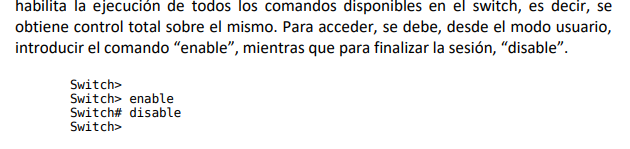 habilita la ejecución de todos los comandos disponibles en el switch, es decir, se
obtiene control total sobre el mismo. Para acceder, se debe, desde el modo usuario,
introducir el comando “enable”, mientras que para finalizar la sesión, “disable”.
Switch>
Switch> enable
Switch# disable
Switch>